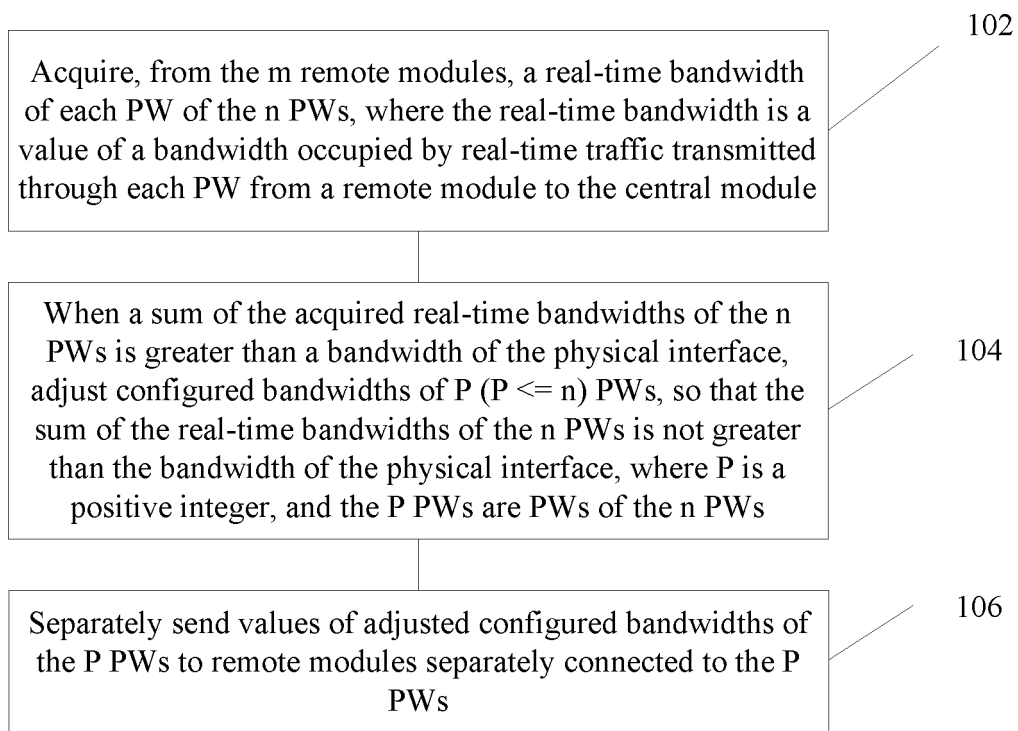 102
Acquire, from the m remote modules, a real-time bandwidth
of each PW of the n PWs, where the real-time bandwidth is a
value of a bandwidth occupied by real-time traffic transmitted
through each PW from a remote module to the central module
When a sum of the acquired real-time bandwidths of the n
PWs is greater than a bandwidth of the physical interface,
adjust configured bandwidths of P (P <= n) PWs, so that the
sum of the real-time bandwidths of the n PWs is not greater
than the bandwidth of the physical interface, where P is a
positive integer, and the P PWs are PWs of the n PWs
104
Separately send values of adjusted configured bandwidths of
the P PWs to remote modules separately connected to the P
PWs
106